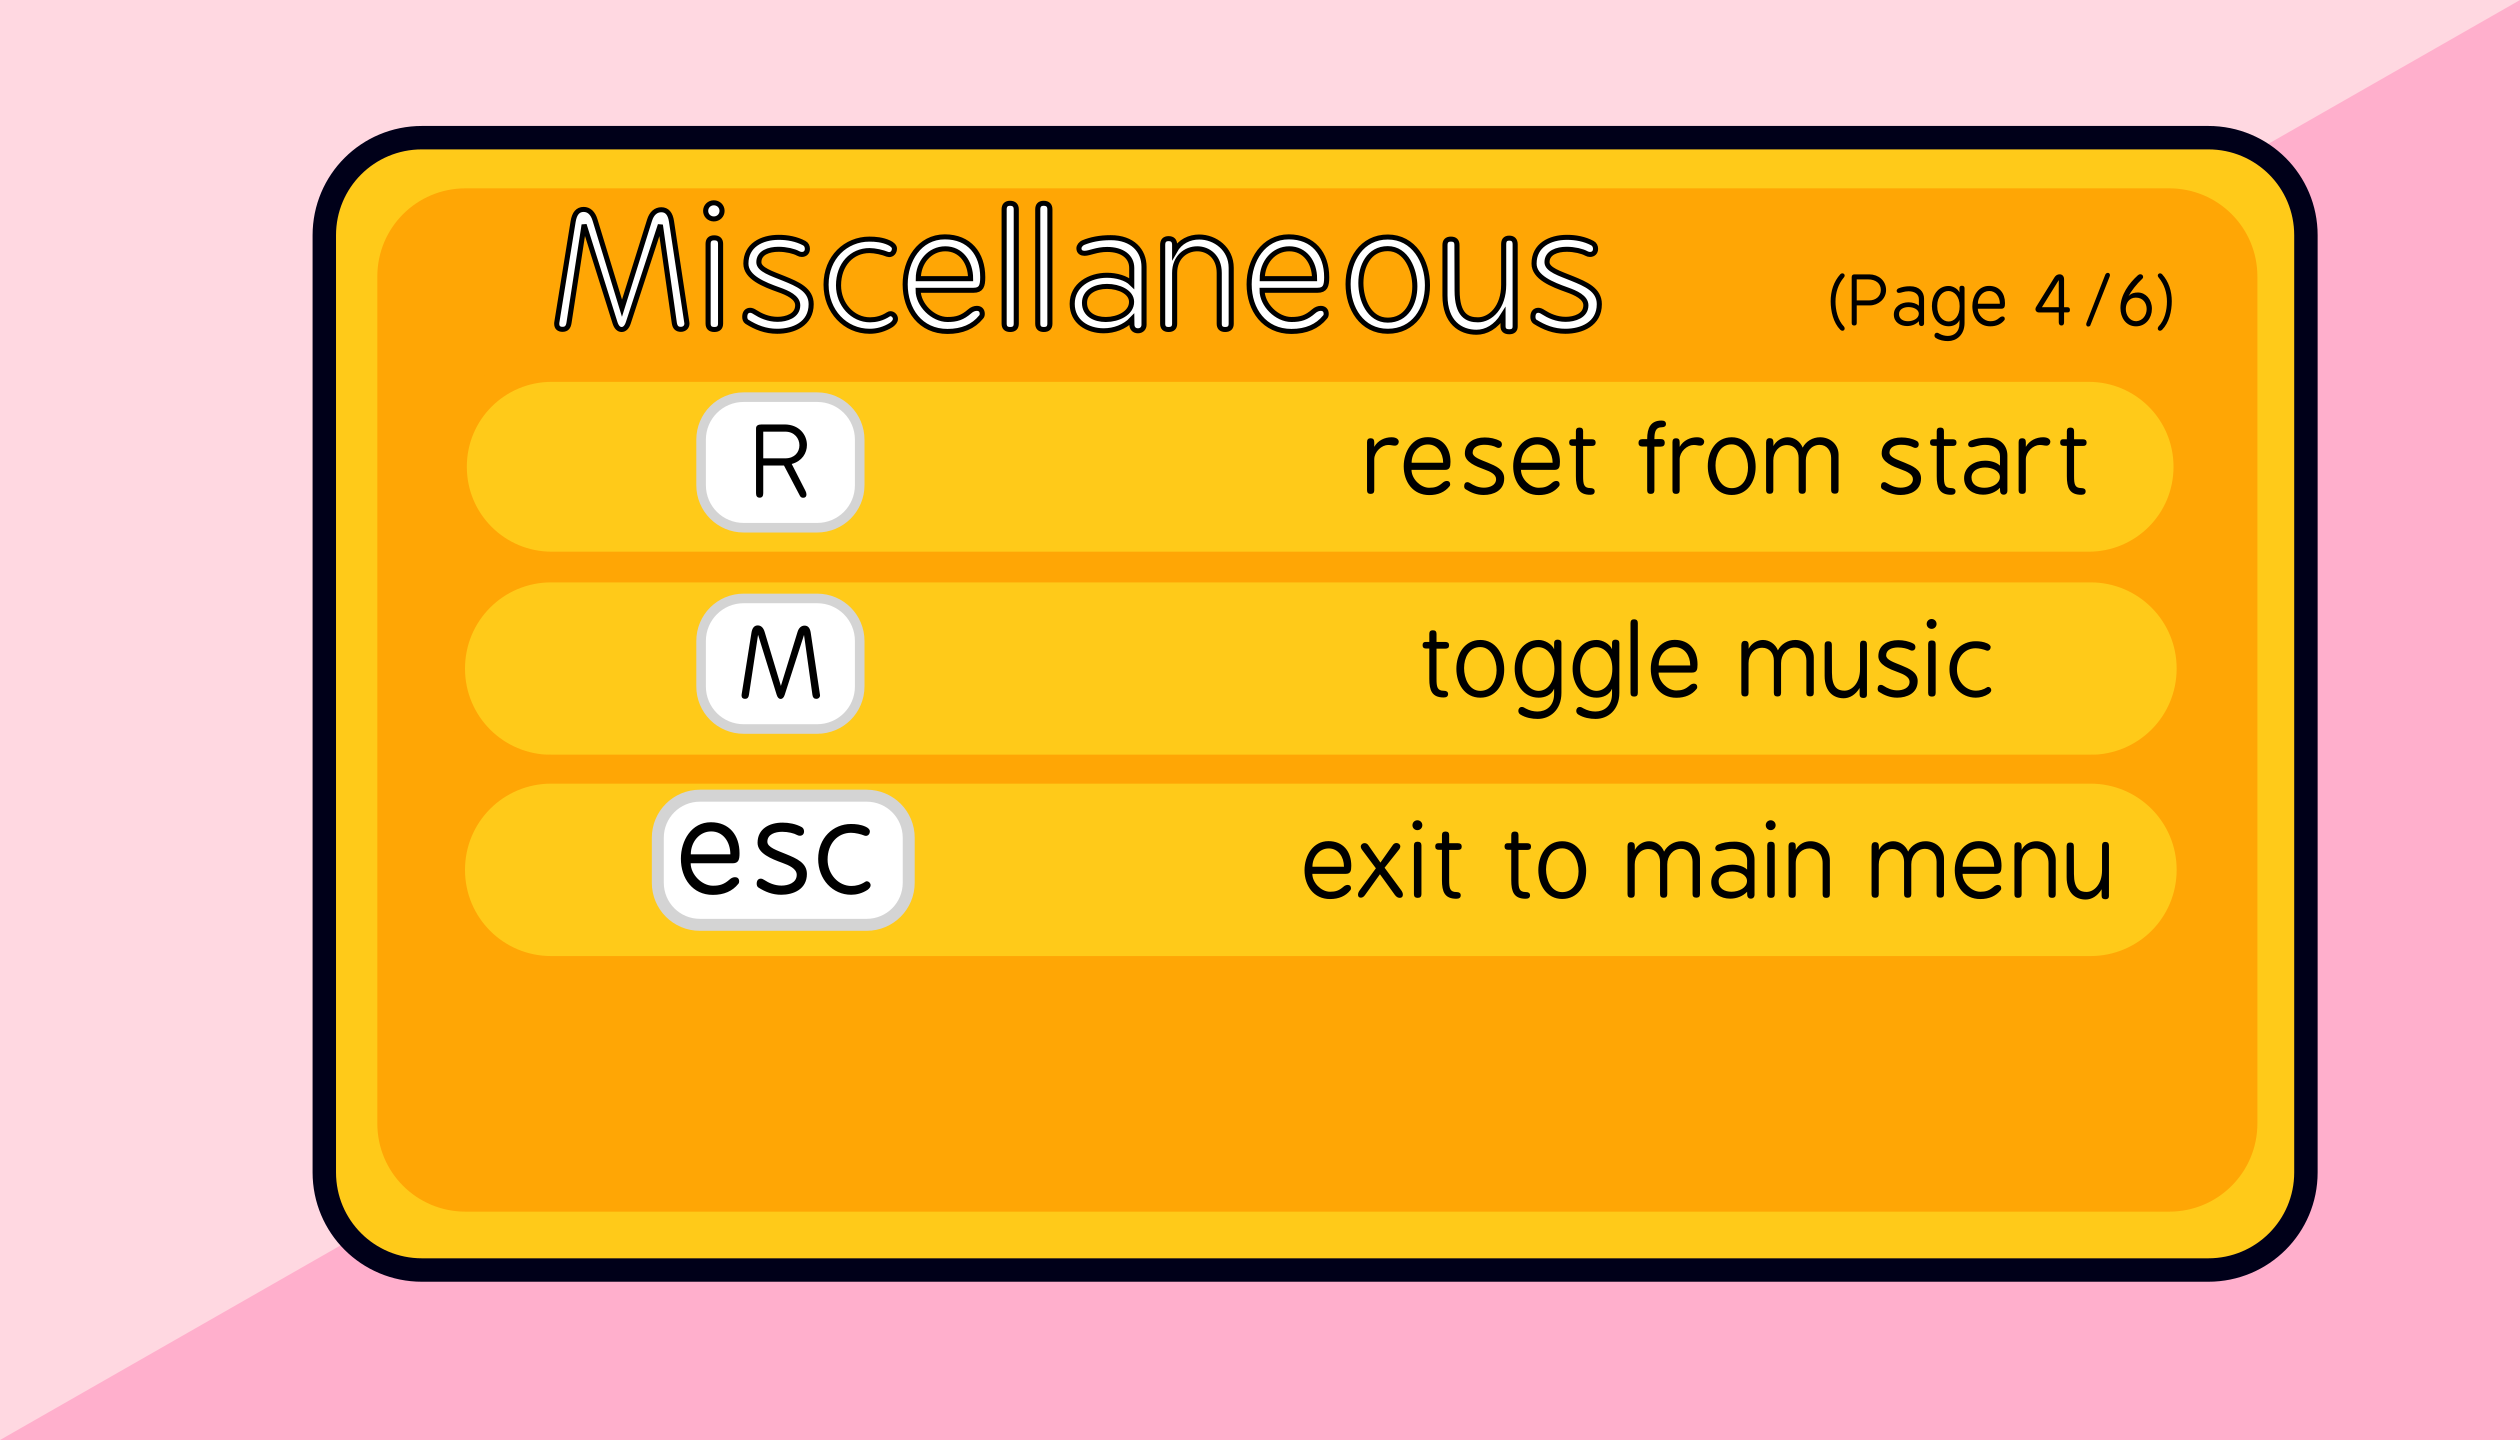 Miscellaneous (Page 4 / 6)
R reset from start
M toggle music
esc exit to main menu